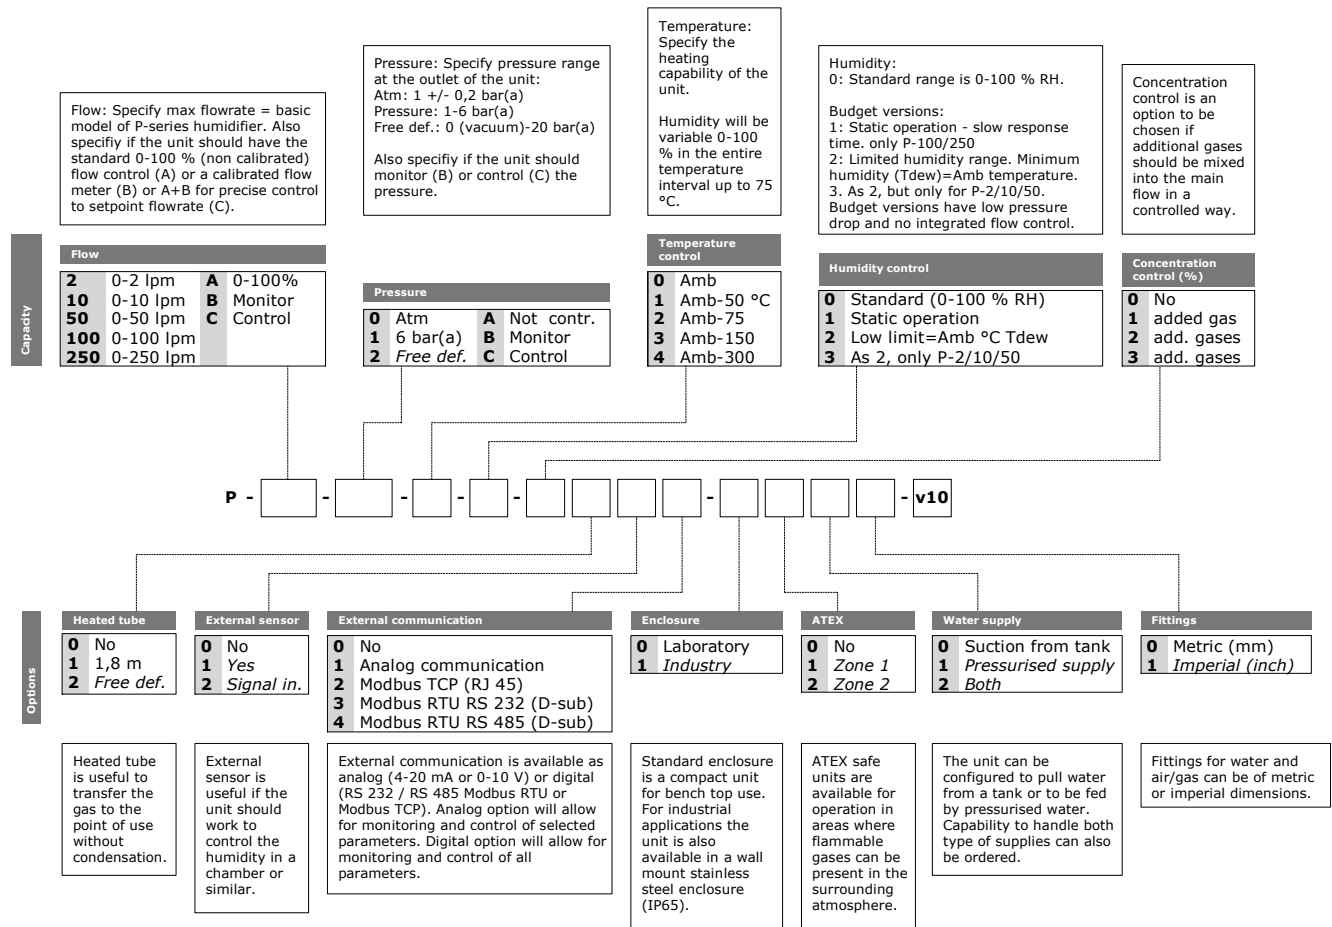 Flow: Specify max flowrate = basic
model of P-series humidifier. Also
specifiy if the unit should have the
standard 0-100 % (non calibrated)
flow control (A) or a calibrated flow
meter (B) or A+B for precise control
to setpoint flowrate (C).
Pressure: Specify pressure range
at the outlet of the unit:
Atm: 1 +/- 0,2 bar(a)
Pressure: 1-6 bar(a)
Free def.: 0 (vacuum)-20 bar(a)
Also specifiy if the unit should
monitor (B) or control (C) the
pressure.
Temperature:
Specify the
heating
capability of the
unit.
Humidity will be
variable 0-100
% in the entire
temperature
interval up to 75
°C.
Humidity:
0: Standard range is 0-100 % RH.
Budget versions:
1: Static operation - slow response
time. only P-100/250
2: Limited humidity range. Minimum
humidity (Tdew)=Amb temperature.
3. As 2, but only for P-2/10/50.
Budget versions have low pressure
drop and no integrated flow control.
Concentration
control is an
option to be
chosen if
additional gases
should be mixed
into the main
flow in a
controlled way.
Capacity
Flow
2 0-2 lpm A 0-100%
10 0-10 lpm B Monitor
50 0-50 lpm C Control
100 0-100 lpm
250 0-250 lpm
Pressure
0 Atm A Not contr.
1 6 bar(a) B Monitor
2 Free def. C Control
Temperature
control
0 Amb
1 Amb-50 °C
2 Amb-75
3 Amb-150
4 Amb-300
Humidity control
0 Standard (0-100 % RH)
1 Static operation
2 Low limit=Amb °C Tdew
3 As 2, only P-2/10/50
Concentration
control (%)
0 No
1 added gas
2 add. gases
3 add. gases
P - - - - - - - v10
Options
Heated tube
0 No
1 1,8 m
2 Free def.
External sensor
0 No
1 Yes
2 Signal in.
External communication
0 No
1 Analog communication
2 Modbus TCP (RJ 45)
3 Modbus RTU RS 232 (D-sub)
4 Modbus RTU RS 485 (D-sub)
Enclosure
0 Laboratory
1 Industry
ATEX
0 No
1 Zone 1
2 Zone 2
Water supply
0 Suction from tank
1 Pressurised supply
2 Both
Fittings
0 Metric (mm)
1 Imperial (inch)
Heated tube
is useful to
transfer the
gas to the
point of use
without
condensation.
External
sensor is
useful if the
unit should
work to
control the
humidity in a
chamber or
similar.
External communication is available as
analog (4-20 mA or 0-10 V) or digital
(RS 232 / RS 485 Modbus RTU or
Modbus TCP). Analog option will allow
for monitoring and control of selected
parameters. Digital option will allow for
monitoring and control of all
parameters.
Standard enclosure
is a compact unit
for bench top use.
For industrial
applications the
unit is also
available in a wall
mount stainless
steel enclosure
(IP65).
ATEX safe
units are
available for
operation in
areas where
flammable
gases can be
present in the
surrounding
atmosphere.
The unit can be
configured to pull water
from a tank or to be fed
by pressurised water.
Capability to handle both
type of supplies can also
be ordered.
Fittings for water and
air/gas can be of metric
or imperial dimensions.